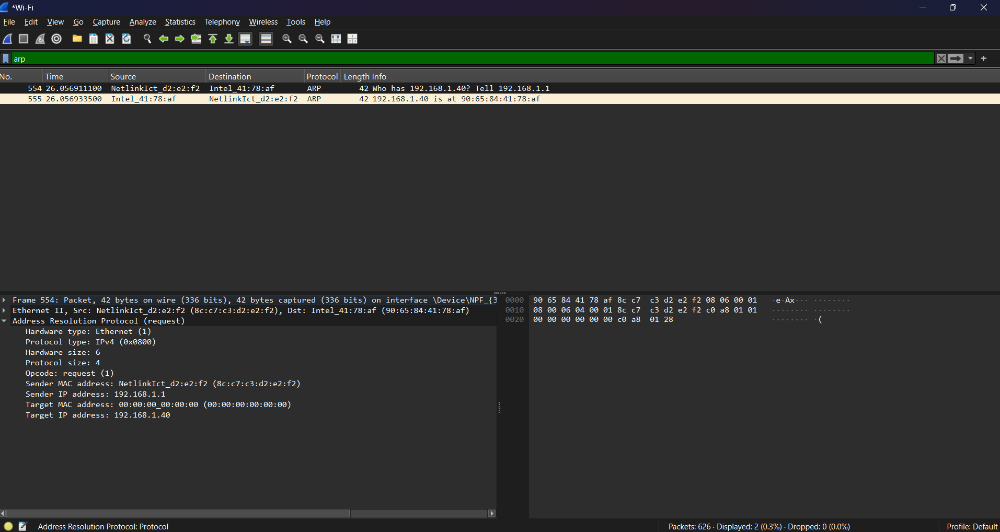 *Wi-Fi
File Edit View Go Capture Analyze Statistics Telephony Wireless Tools Help
arp
No. Time Source Destination Protocol Length Info
554 26.056911100 NetlinkIct_d2:e2:f2 Intel_41:78:af ARP 42 Who has 192.168.1.40? Tell 192.168.1.1
555 26.056933500 Intel_41:78:af NetlinkIct_d2:e2:f2 ARP 42 192.168.1.40 is at 90:65:84:41:78:af
Frame 554: Packet, 42 bytes on wire (336 bits), 42 bytes captured (336 bits) on interface \Device\NPF_{3
Ethernet II, Src: NetlinkIct_d2:e2:f2 (8c:c7:c3:d2:e2:f2), Dst: Intel_41:78:af (90:65:84:41:78:af)
Address Resolution Protocol (request)
Hardware type: Ethernet (1)
Protocol type: IPv4 (0x0800)
Hardware size: 6
Protocol size: 4
Opcode: request (1)
Sender MAC address: NetlinkIct_d2:e2:f2 (8c:c7:c3:d2:e2:f2)
Sender IP address: 192.168.1.1
Target MAC address: 00:00:00_00:00:00 (00:00:00:00:00:00)
Target IP address: 192.168.1.40
0000 90 65 84 41 78 af 8c c7 c3 d2 e2 f2 08 06 00 01 ·e·Ax··· ········
0010 08 00 06 04 00 01 8c c7 c3 d2 e2 f2 c0 a8 01 01 ········ ········
0020 00 00 00 00 00 00 c0 a8 01 28 ········ ·(
Address Resolution Protocol: Protocol
Packets: 626 · Displayed: 2 (0.3%) · Dropped: 0 (0.0%)
Profile: Default